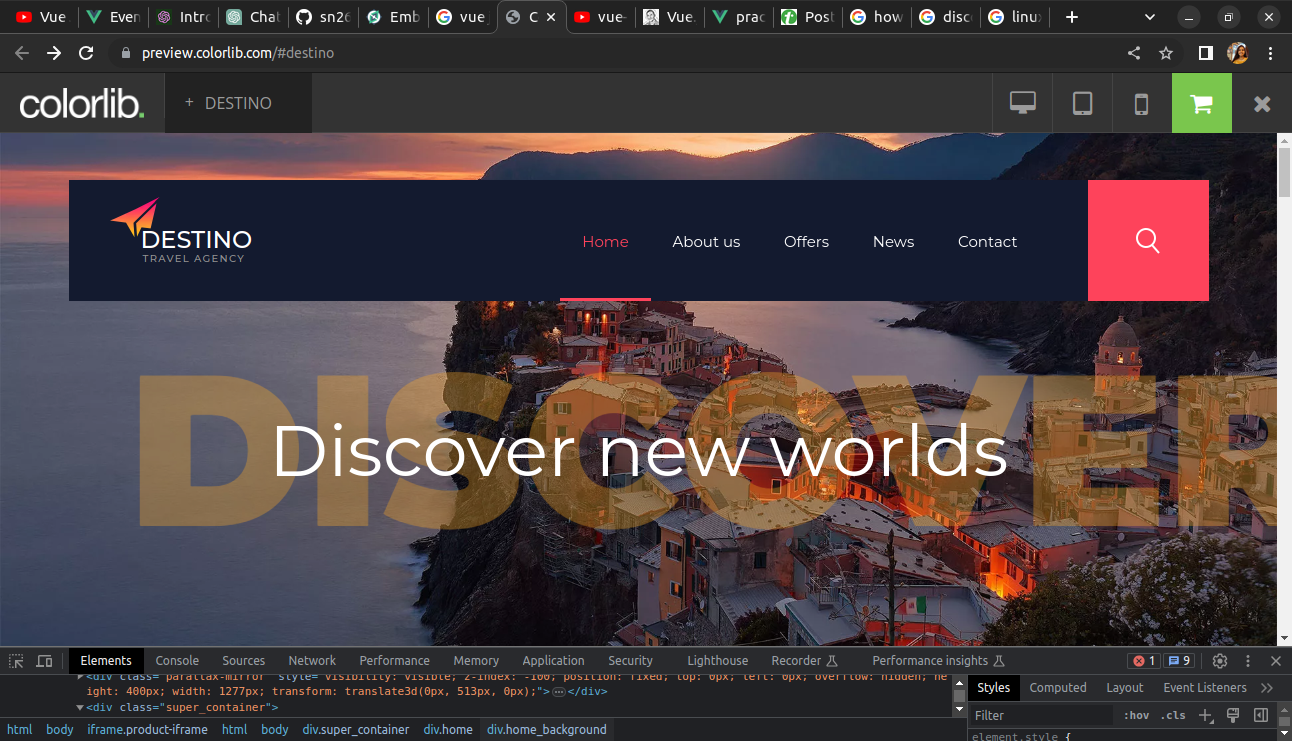 Vue
Even
Intro
Chat
sn26
Emb
vue
C
vue-
Vue.
prac
Post
how
disc
linux
preview.colorlib.com/#destino
colorlib.
+ DESTINO
DESTINO
TRAVEL AGENCY
Home
About us
Offers
News
Contact
DISCOVER
Discover new worlds
Elements
Console
Sources
Network
Performance
Memory
Application
Security
Lighthouse
Recorder
Performance insights
1
9
<div class="parallax-mirror" style="visibility: visible; z-index: -100; position: fixed; top: 0px; left: 0px; overflow: hidden; he
ight: 400px; width: 1277px; transform: translate3d(0px, 513px, 0px);">…</div>
<div class="super_container">
html body iframe.product-iframe html body div.super_container div.home div.home_background
Styles
Computed
Layout
Event Listeners
Filter
:hov
.cls
element.style {